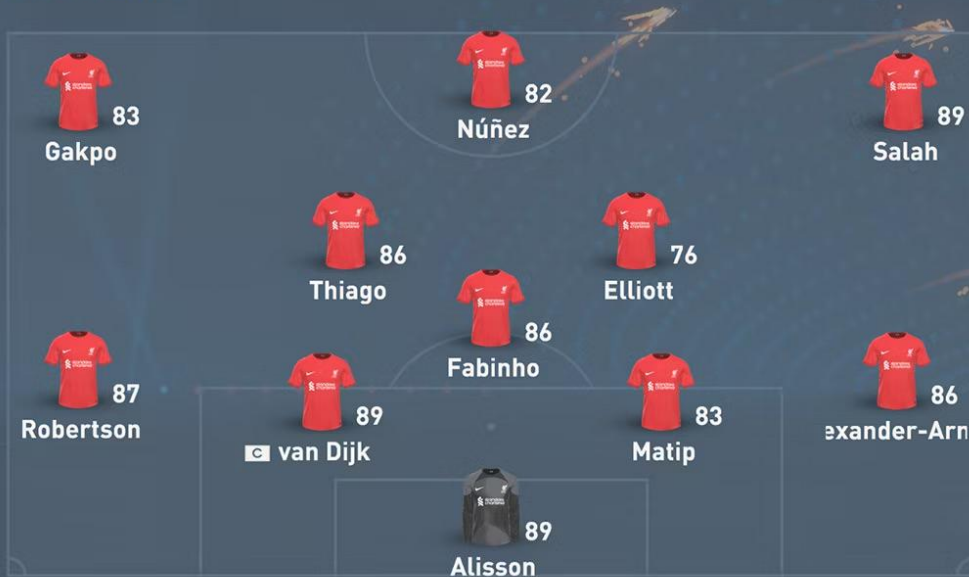 83
Gakpo
82
Núñez
89
Salah
86
Thiago
76
Elliott
86
Fabinho
87
Robertson
89
C van Dijk
83
Matip
86
exander-Arn
89
Alisson